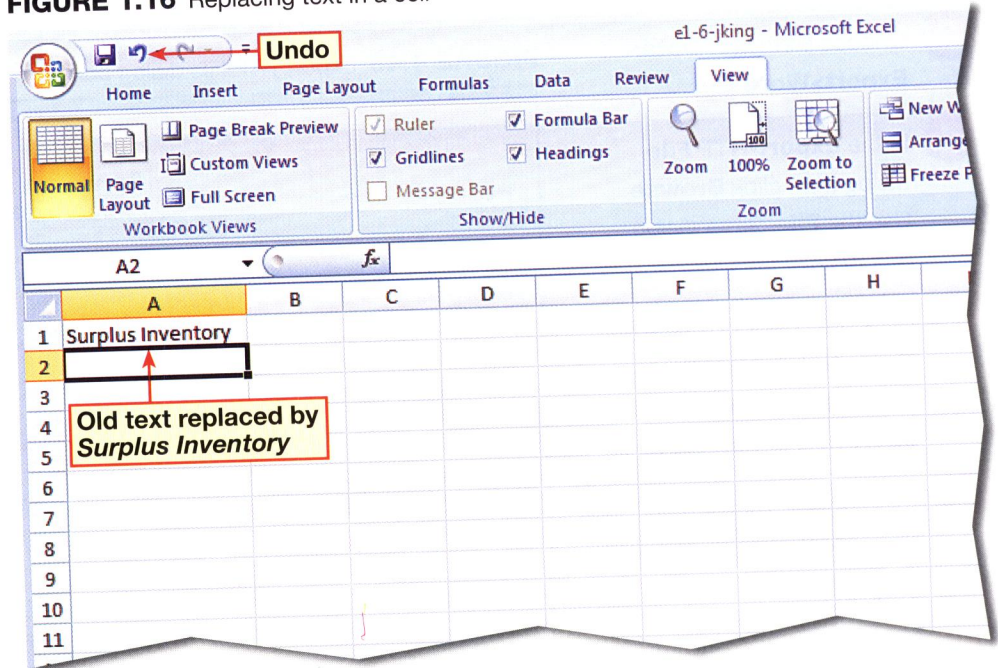 FIGURE 1.16 Replacing text in a cell
Undo
e1-6-jking - Microsoft Excel
Home Insert Page Layout Formulas Data Review View
Normal
Page Layout
Page Break Preview
Custom Views
Full Screen
Workbook Views
Ruler
Gridlines
Message Bar
Formula Bar
Headings
Show/Hide
Zoom
100
100%
Zoom to Selection
Zoom
New W
Arrange
Freeze P
A2 fx
A B C D E F G H
1 Surplus Inventory
2
3
Old text replaced by
4
Surplus Inventory
5
6
7
8
9
10
11